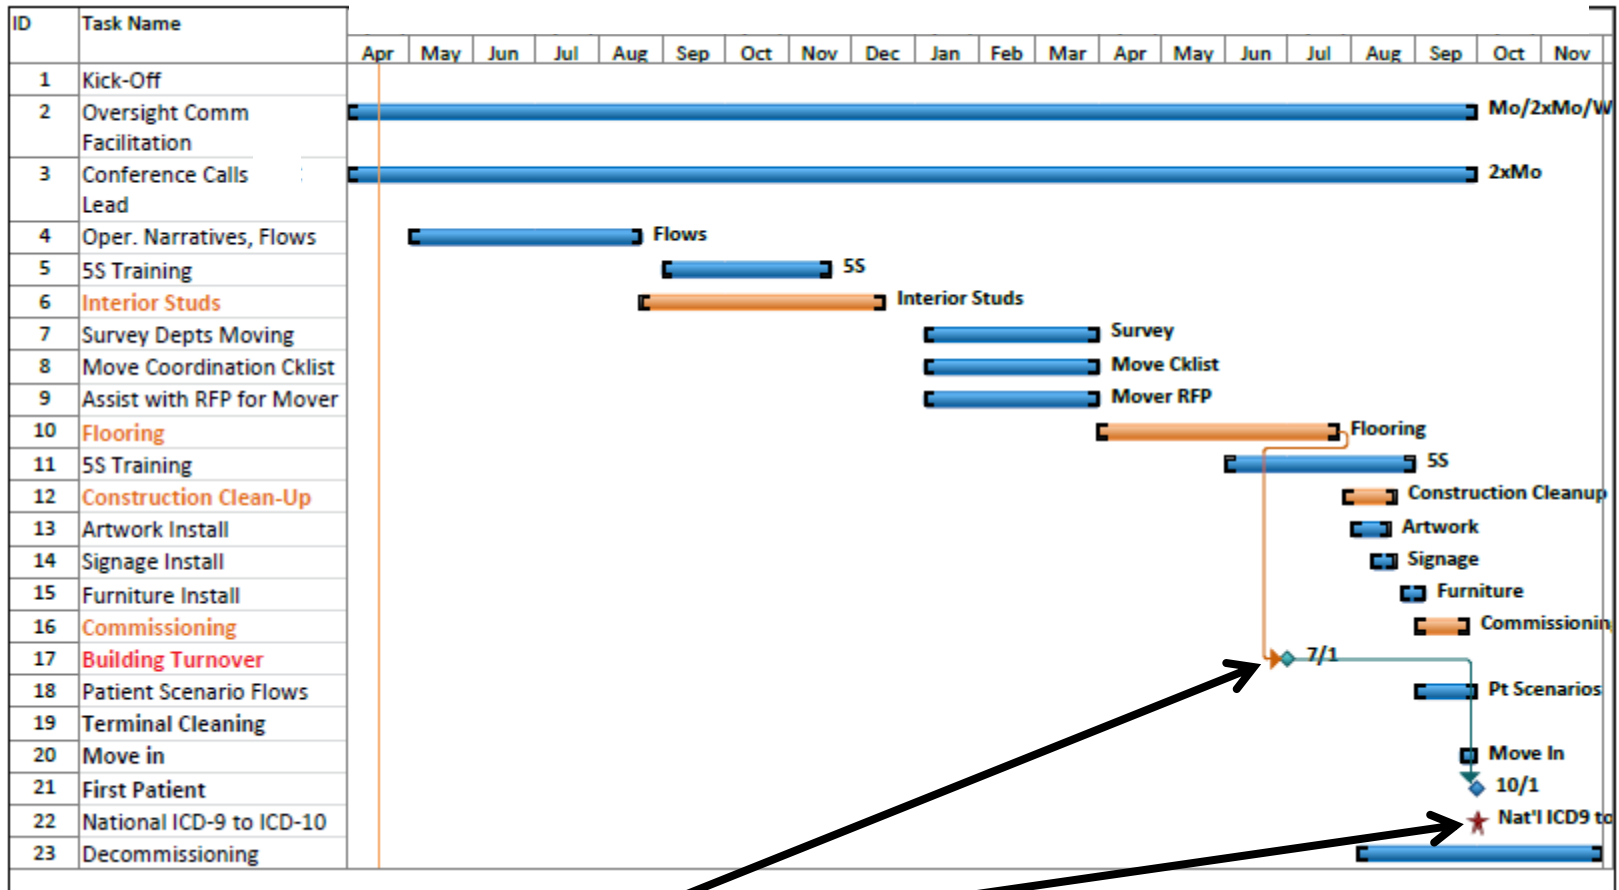 ID Task Name
Apr May Jun Jul Aug Sep Oct Nov Dec Jan Feb Mar Apr May Jun Jul Aug Sep Oct Nov
1 Kick-Off
2 Oversight Comm Mo/2xMo/W
Facilitation
3 Conference Calls 2xMo
Lead
4 Oper. Narratives, Flows Flows
5 5S Training 5S
6 Interior Studs Interior Studs
7 Survey Depts Moving Survey
8 Move Coordination Cklist Move Cklist
9 Assist with RFP for Mover Mover RFP
10 Flooring Flooring
11 5S Training 5S
12 Construction Clean-Up Construction Cleanup
13 Artwork Install Artwork
14 Signage Install Signage
15 Furniture Install Furniture
16 Commissioning Commissionin
17 Building Turnover 7/1
18 Patient Scenario Flows Pt Scenarios
19 Terminal Cleaning
20 Move in Move In
21 First Patient 10/1
22 National ICD-9 to ICD-10 Nat'l ICD9 to
23 Decommissioning